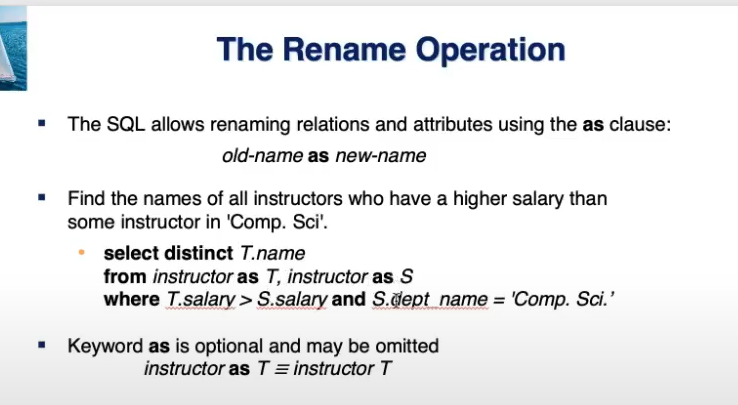 The Rename Operation
▪ The SQL allows renaming relations and attributes using the as clause:
old-name as new-name
▪ Find the names of all instructors who have a higher salary than
some instructor in 'Comp. Sci'.
• select distinct T.name
from instructor as T, instructor as S
where T.salary > S.salary and S.dept_name = 'Comp. Sci.’
▪ Keyword as is optional and may be omitted
instructor as T ≡ instructor T